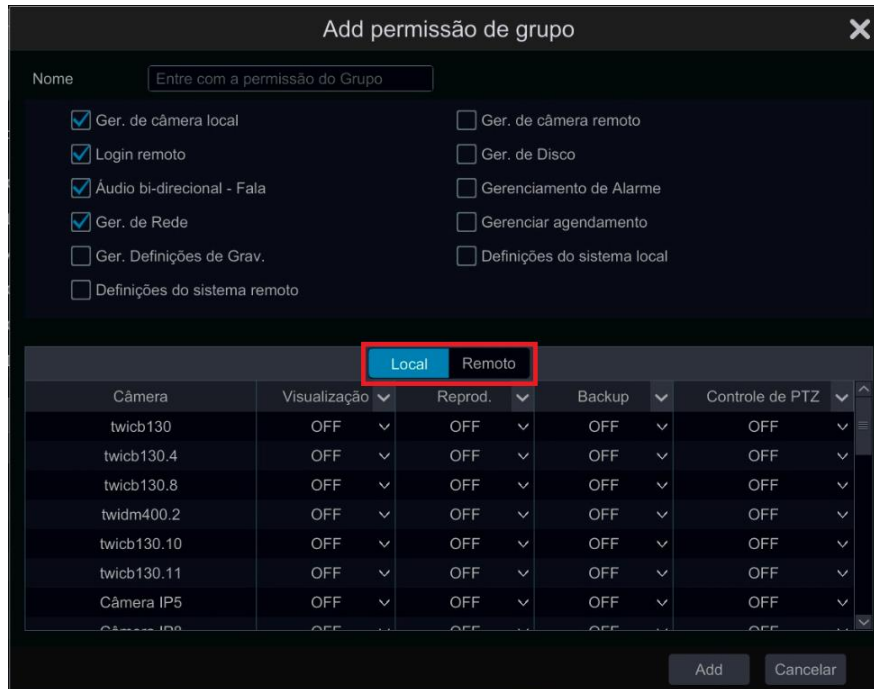 Add permissão de grupo
Nome Entre com a permissão do Grupo
Ger. de câmera local Ger. de câmera remoto
Login remoto Ger. de Disco
Áudio bi-direcional - Fala Gerenciamento de Alarme
Ger. de Rede Gerenciar agendamento
Ger. Definições de Grav. Definições do sistema local
Definições do sistema remoto
Local Remoto
Câmera Visualização Reprod. Backup Controle de PTZ
twicb130 OFF OFF OFF OFF
twicb130.4 OFF OFF OFF OFF
twicb130.8 OFF OFF OFF OFF
twidm400.2 OFF OFF OFF OFF
twicb130.10 OFF OFF OFF OFF
twicb130.11 OFF OFF OFF OFF
Câmera IP5 OFF OFF OFF OFF
Add Cancelar